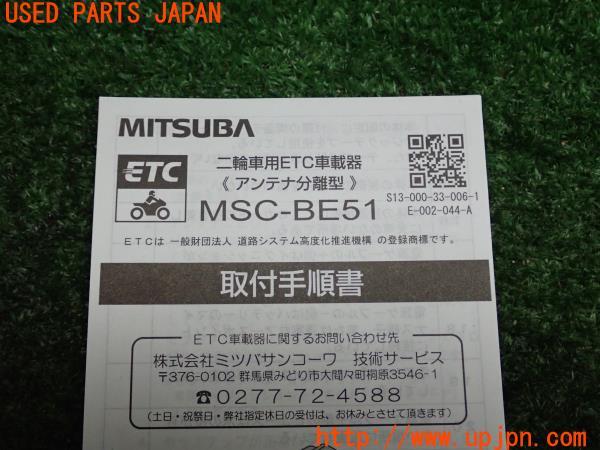 USED PARTS JAPAN
MITSUBA
ETC
二輪車用ETC車載器
《 アンテナ分離型 》
MSC-BE51
S13-000-33-006-1
E-002-044-A
ETCは 一般財団法人 道路システム高度化推進機構 の登録商標です。
取付手順書
ETC車載器に関するお問い合わせ先
株式会社ミツバサンコーワ 技術サービス
〒376-0102 群馬県みどり市大間々町桐原3546-1
☎0277-72-4588
（土日・祝祭日・弊社指定休日の受付は、お休みとさせて頂きます）
http://www.upjpn.com/